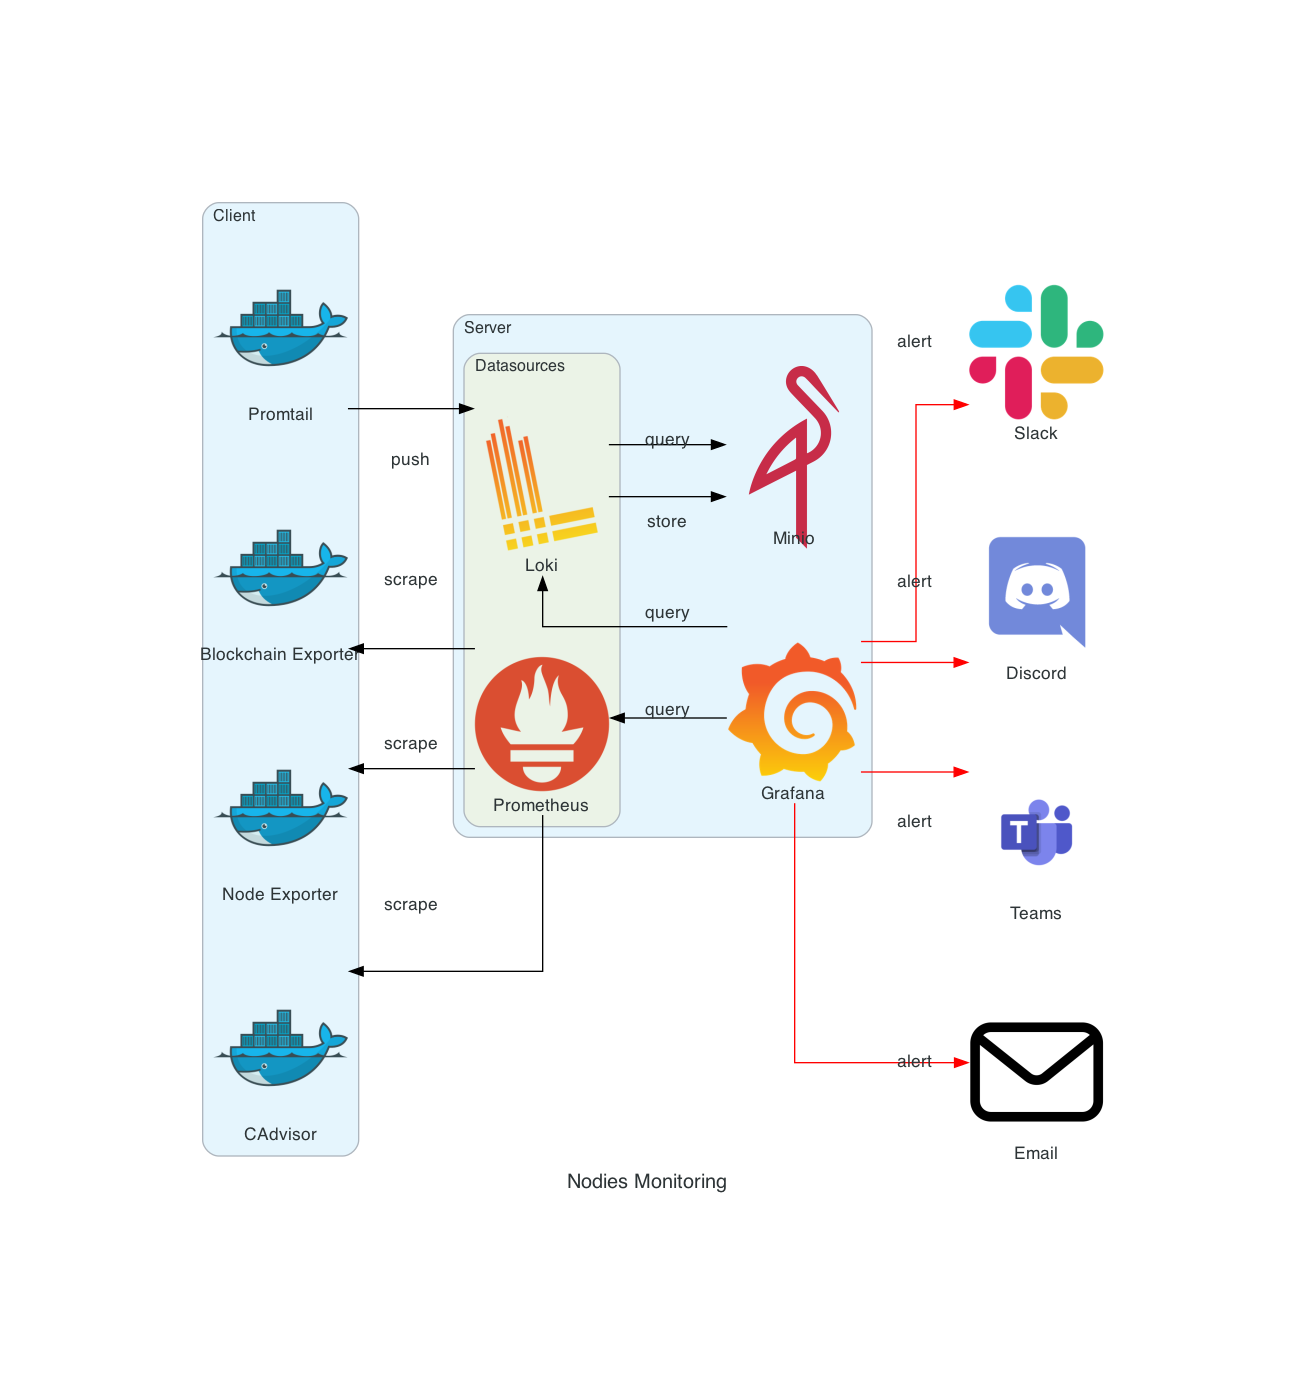 Client
Promtail
push
Blockchain Exporter
scrape
Node Exporter
scrape
CAdvisor
scrape
Server
Datasources
Loki
Prometheus
query
store
Minio
query
query
Grafana
alert
Slack
alert
Discord
alert
T
Teams
alert
Email
Nodies Monitoring